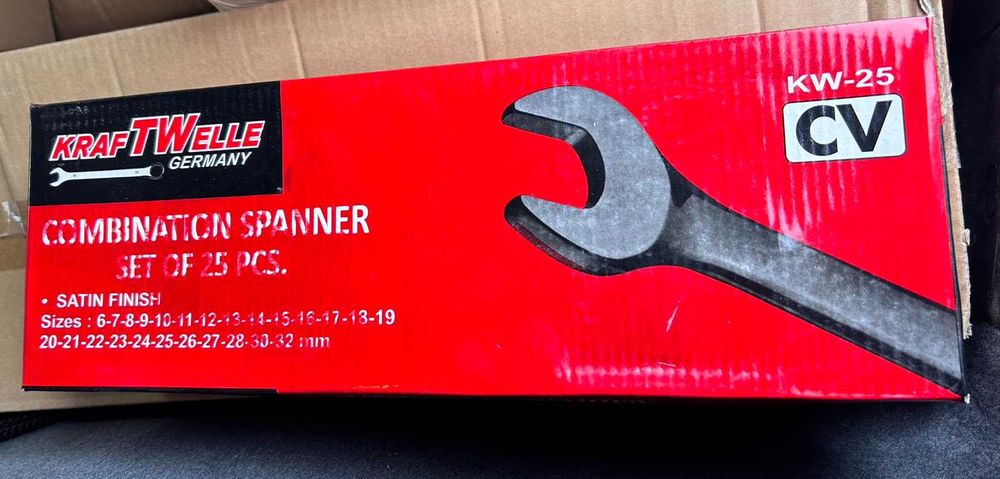 KRAFTWELLE
GERMANY
COMBINATION SPANNER
SET OF 25 PCS.
• SATIN FINISH
Sizes : 6-7-8-9-10-11-12-13-14-15-16-17-18-19
20-21-22-23-24-25-26-27-28-30-32 mm
KW-25
CV